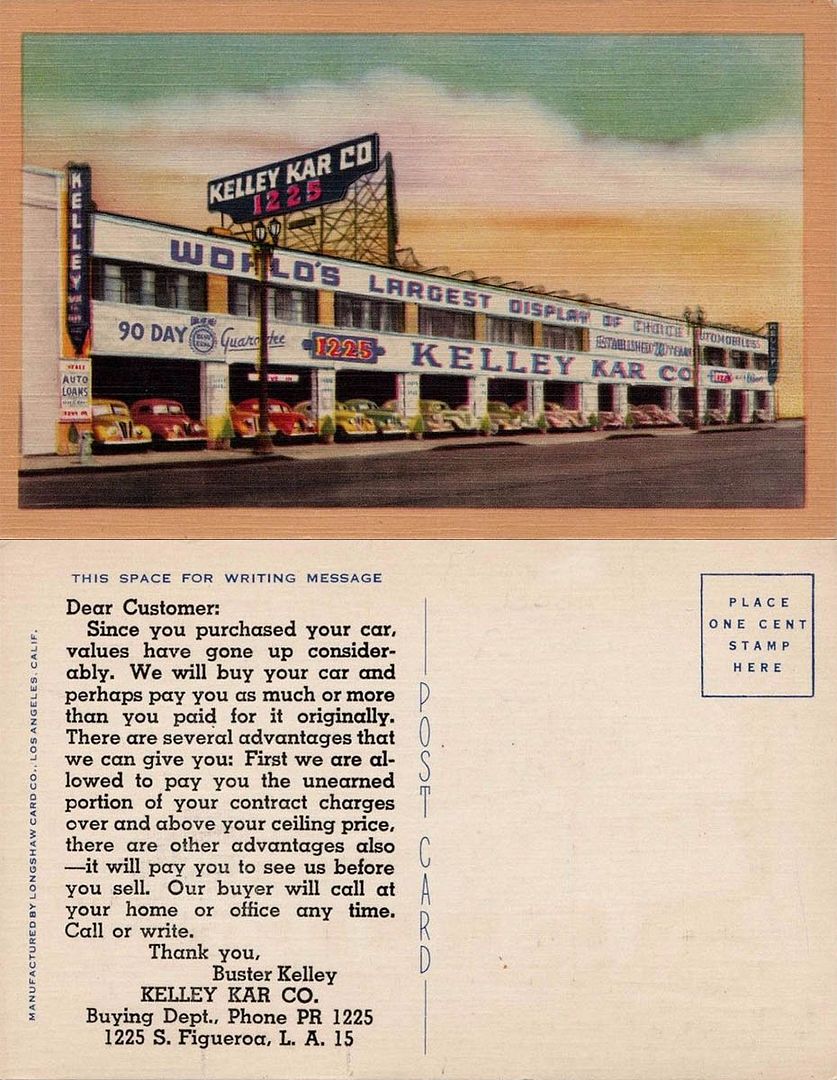 KELLEY KAR CO
1225
KELLEY
WORLD'S LARGEST DISPLAY OF CHOICE AUTOMOBILES
'90 DAY Guarantee
1225
ESTABLISHED 20 YEARS
KELLEY KAR CO
1225
AUTO
LOANS
THIS SPACE FOR WRITING MESSAGE
Dear Customer:
Since you purchased your car,
values have gone up consider-
ably. We will buy your car and
perhaps pay you as much or more
than you paid for it originally.
There are several advantages that
we can give you: First we are al-
lowed to pay you the unearned
portion of your contract charges
over and above your ceiling price,
there are other advantages also
—it will pay you to see us before
you sell. Our buyer will call at
your home or office any time.
Call or write.
Thank you,
Buster Kelley
KELLEY KAR CO.
Buying Dept., Phone PR 1225
1225 S. Figueroa, L. A. 15
MANUFACTURED BY LONGSHAW CARD CO., LOS ANGELES, CALIF.
POST CARD
PLACE
ONE CENT
STAMP
HERE